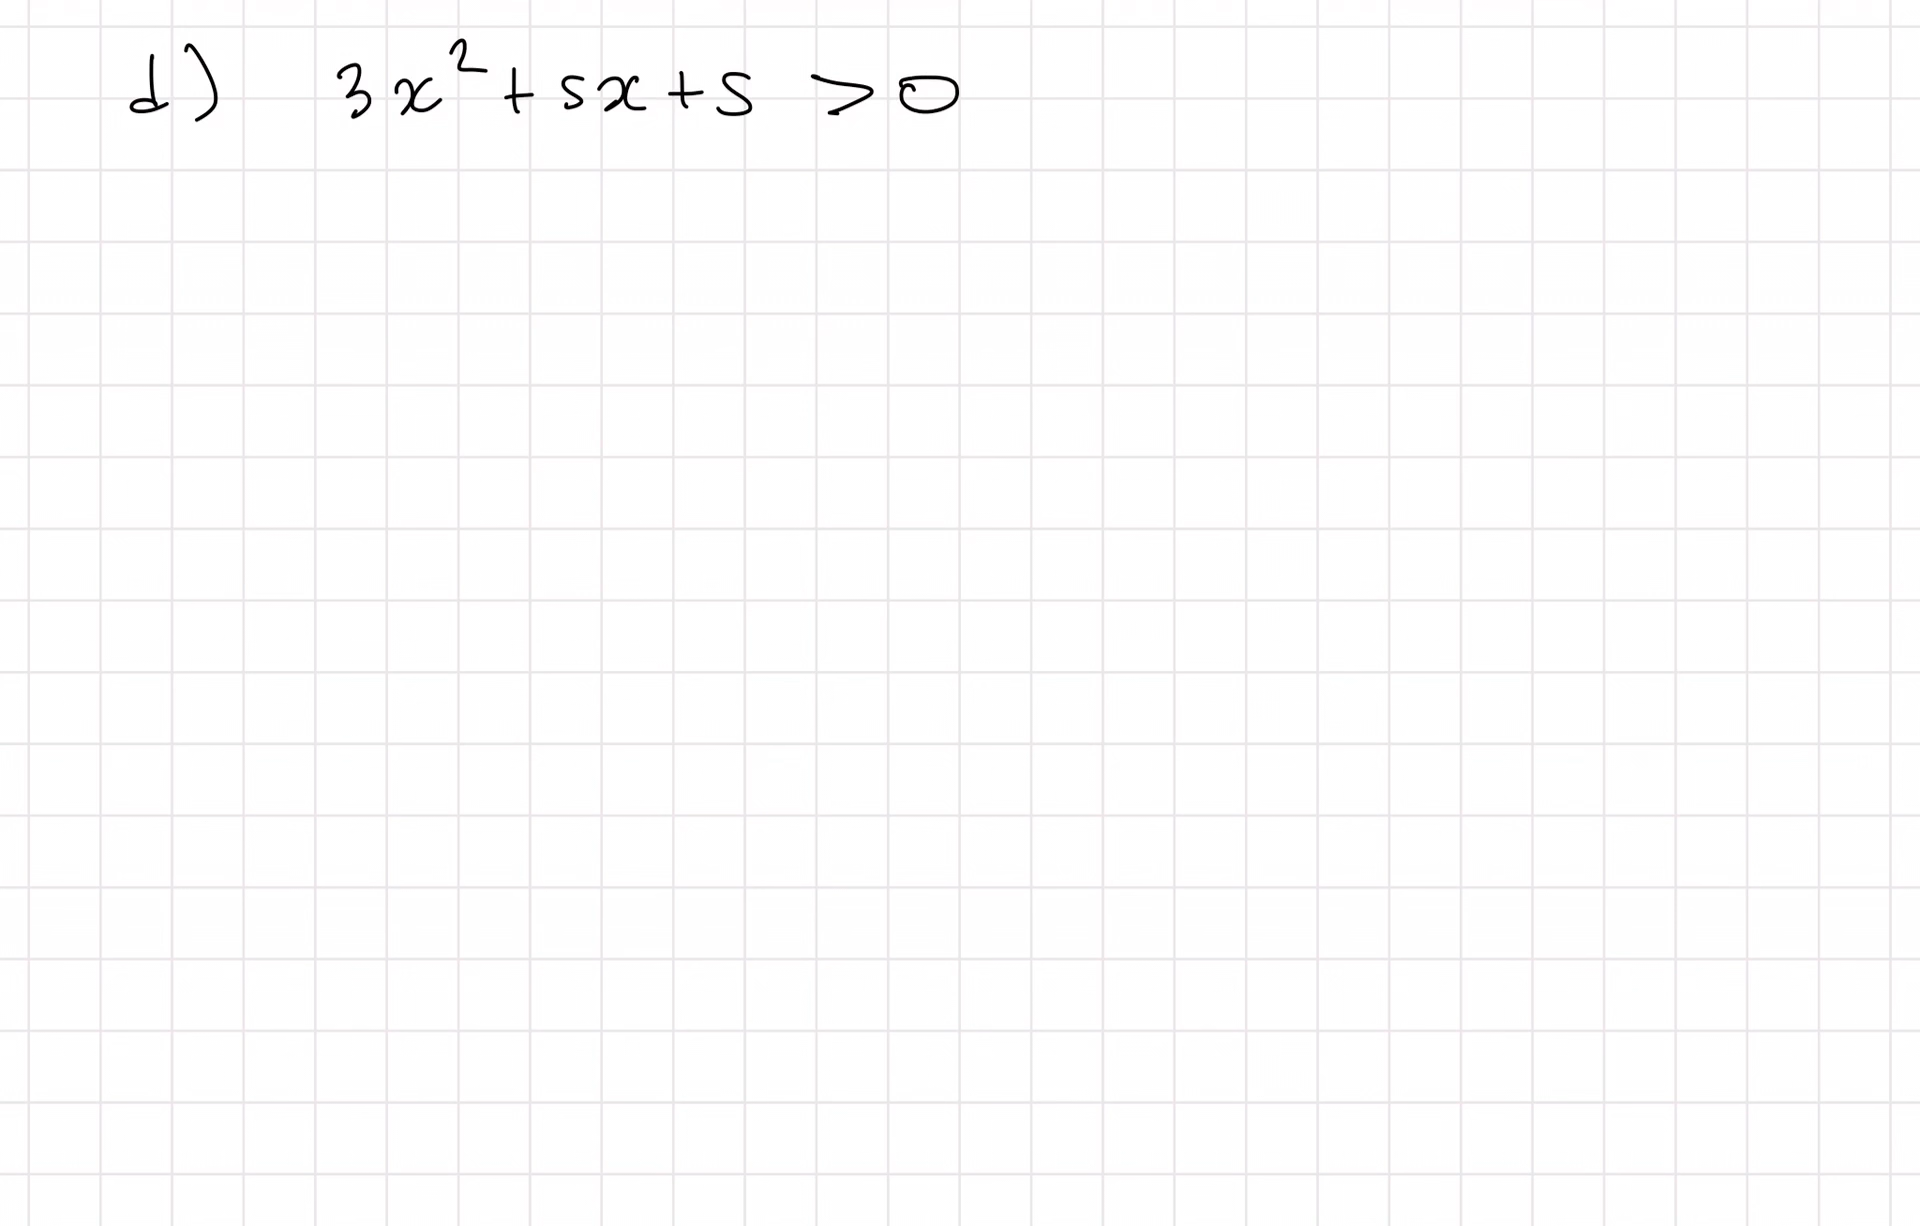 d) 3x² + 5x + 5 > 0